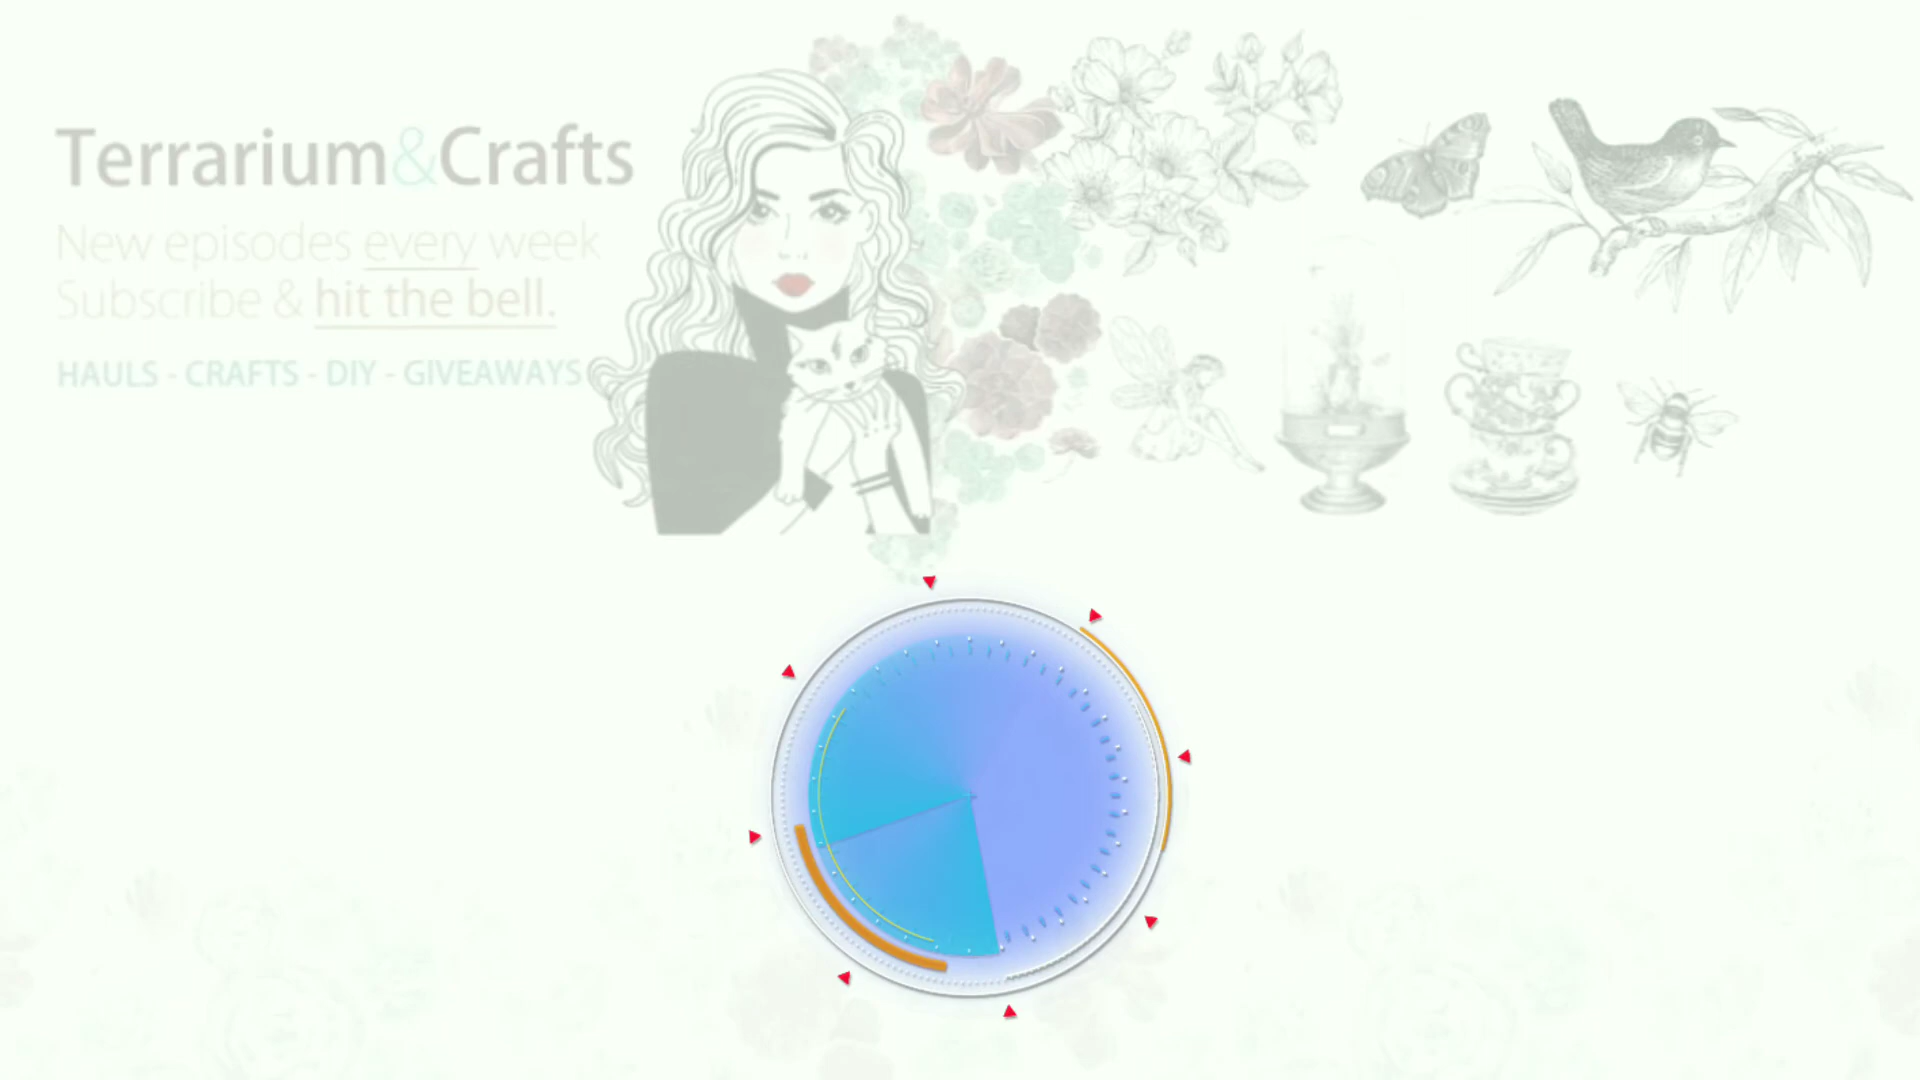 Terrarium&Crafts
New episodes every week
Subscribe & hit the bell.
HAULS - CRAFTS - DIY - GIVEAWAYS